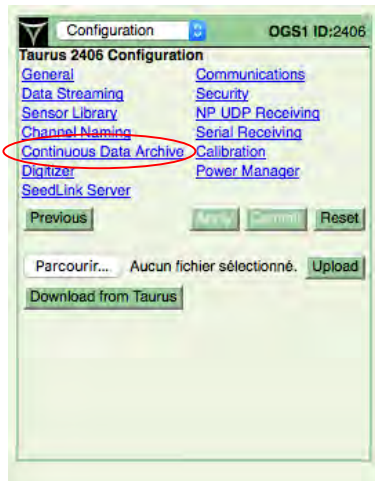 Configuration OGS1 ID:2406
Taurus 2406 Configuration
General Communications
Data Streaming Security
Sensor Library NP UDP Receiving
Channel Naming Serial Receiving
Continuous Data Archive Calibration
Digitizer Power Manager
SeedLink Server
Previous Apply Commit Reset
Parcourir... Aucun fichier sélectionné. Upload
Download from Taurus